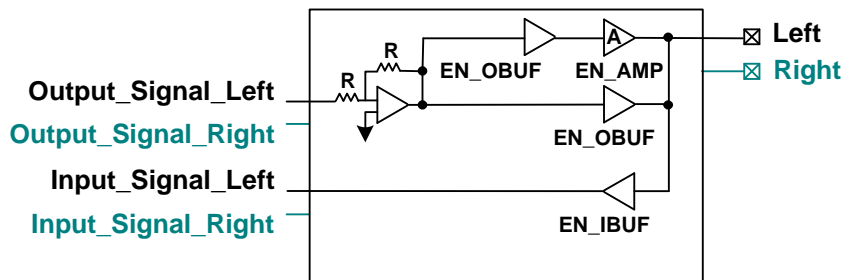 R
R
A
EN_OBUF
EN_AMP
Left
Right
Output_Signal_Left
Output_Signal_Right
EN_OBUF
Input_Signal_Left
Input_Signal_Right
EN_IBUF